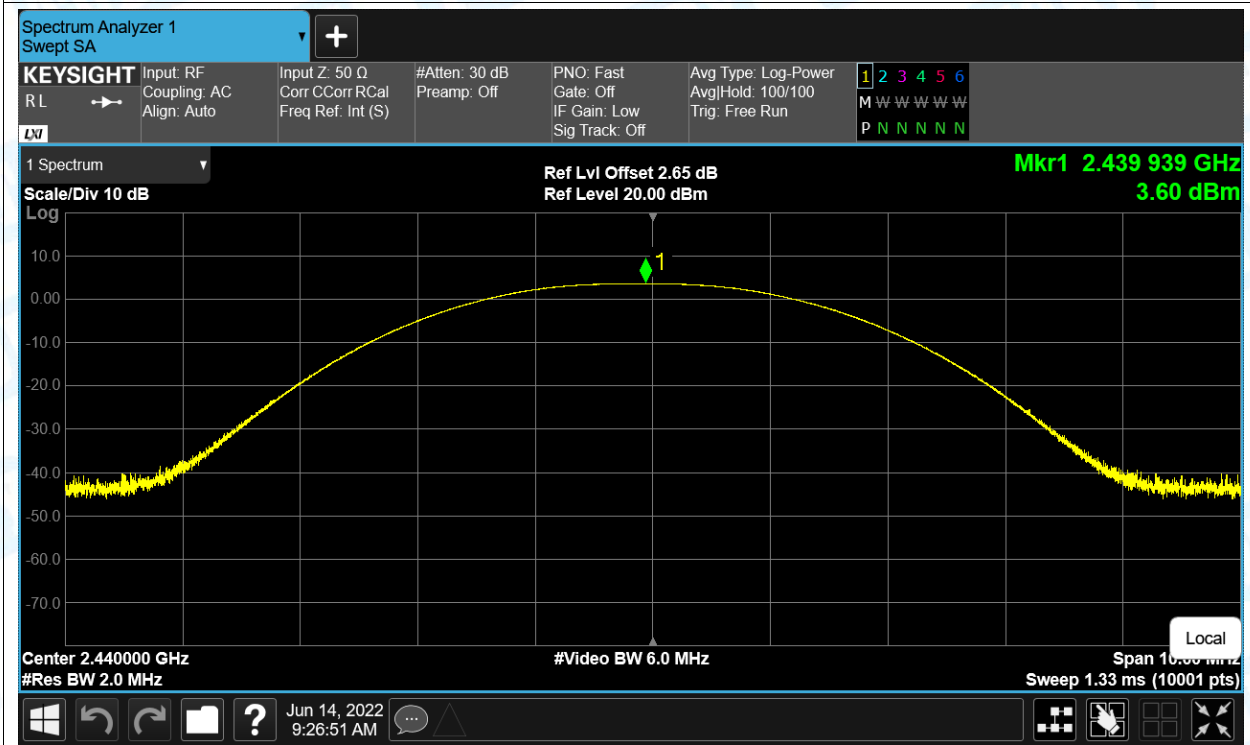 Spectrum Analyzer 1
Swept SA
KEYSIGHT
R L
LXI
Input: RF
Coupling: AC
Align: Auto
Input Z: 50 Ω
Corr CCorr RCal
Freq Ref: Int (S)
#Atten: 30 dB
Preamp: Off
PNO: Fast
Gate: Off
IF Gain: Low
Sig Track: Off
Avg Type: Log-Power
Avg|Hold: 100/100
Trig: Free Run
1 2 3 4 5 6
M W W W W W
P N N N N N
1 Spectrum
Scale/Div 10 dB
Log
Ref Lvl Offset 2.65 dB
Ref Level 20.00 dBm
Mkr1 2.439 939 GHz
3.60 dBm
1
10.0
0.00
-10.0
-20.0
-30.0
-40.0
-50.0
-60.0
-70.0
Local
Center 2.440000 GHz
#Video BW 6.0 MHz
Span 10.00 MHz
#Res BW 2.0 MHz
Sweep 1.33 ms (10001 pts)
?
Jun 14, 2022
9:26:51 AM